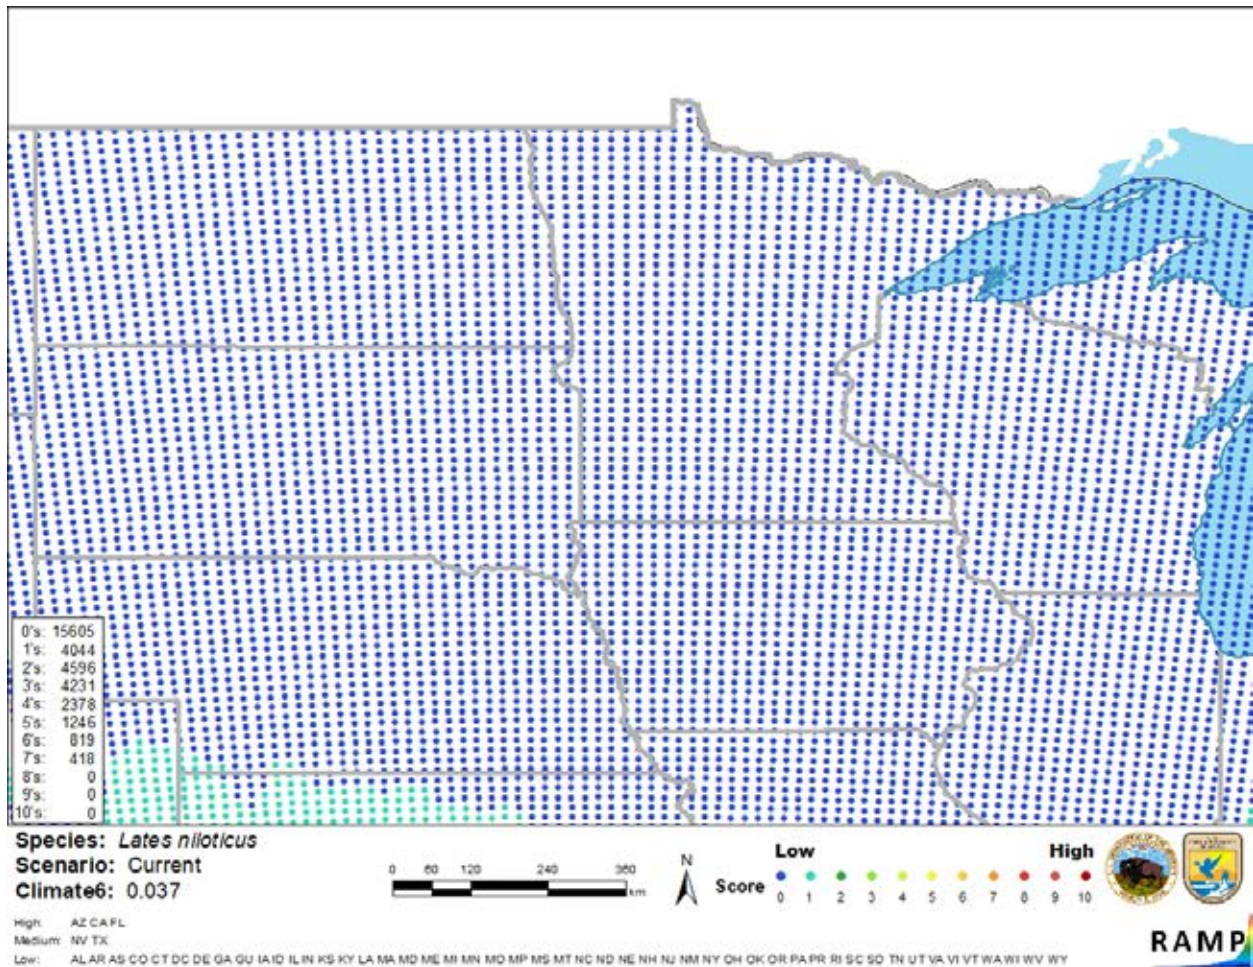 0's: 15605
1's: 4044
2's: 4596
3's: 4231
4's: 2378
5's: 1246
6's: 819
7's: 418
8's: 0
9's: 0
10's: 0
Species: Lates niloticus
Scenario: Current
Climate6: 0.037
0 60 120 240 360
km
N
Low High
Score
0 1 2 3 4 5 6 7 8 9 10
High: AZ CA FL
Medium: NV TX
Low: AL AR AS CO CT DC DE GA GU IA ID IL IN KS KY LA MA MD ME MI MN MO MP MS MT NC ND NE NH NJ NM NY OH OK OR PA PR RI SC SD TN UT VA VI VT WA WI WV WY
RAMP